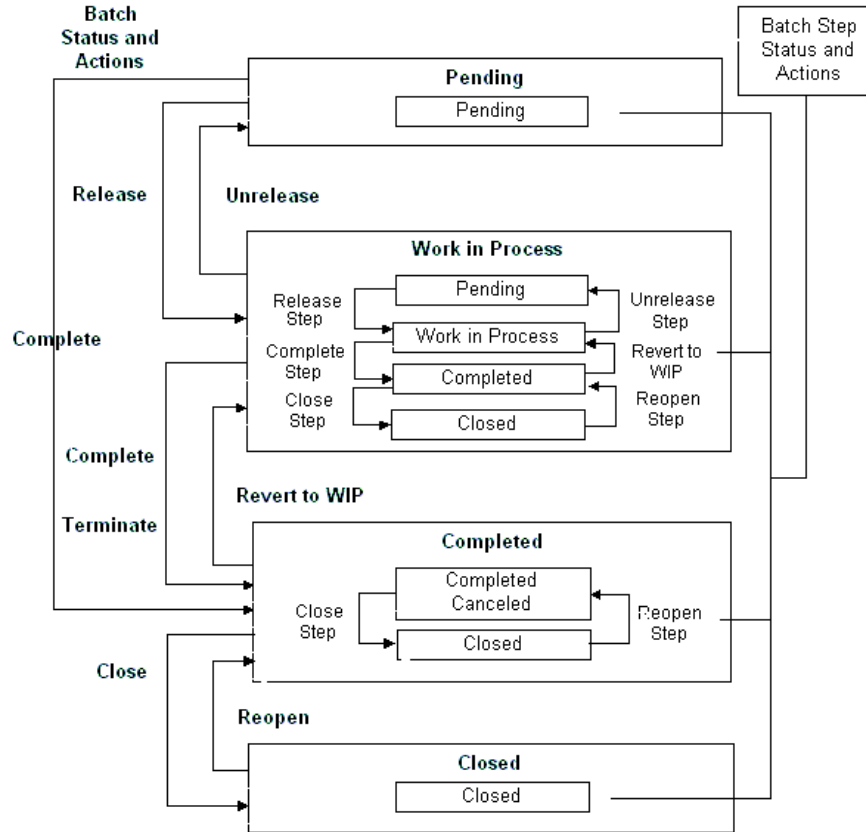 Batch
Status and
Actions
Batch Step
Status and
Actions
Pending
Pending
Release
Unrelease
Work in Process
Pending
Release
Step
Unrelease
Step
Work in Process
Complete
Complete
Step
Revert to
WIP
Completed
Close
Step
Reopen
Step
Closed
Complete
Revert to WIP
Terminate
Completed
Completed
Canceled
Close
Step
Reopen
Step
Closed
Close
Reopen
Closed
Closed